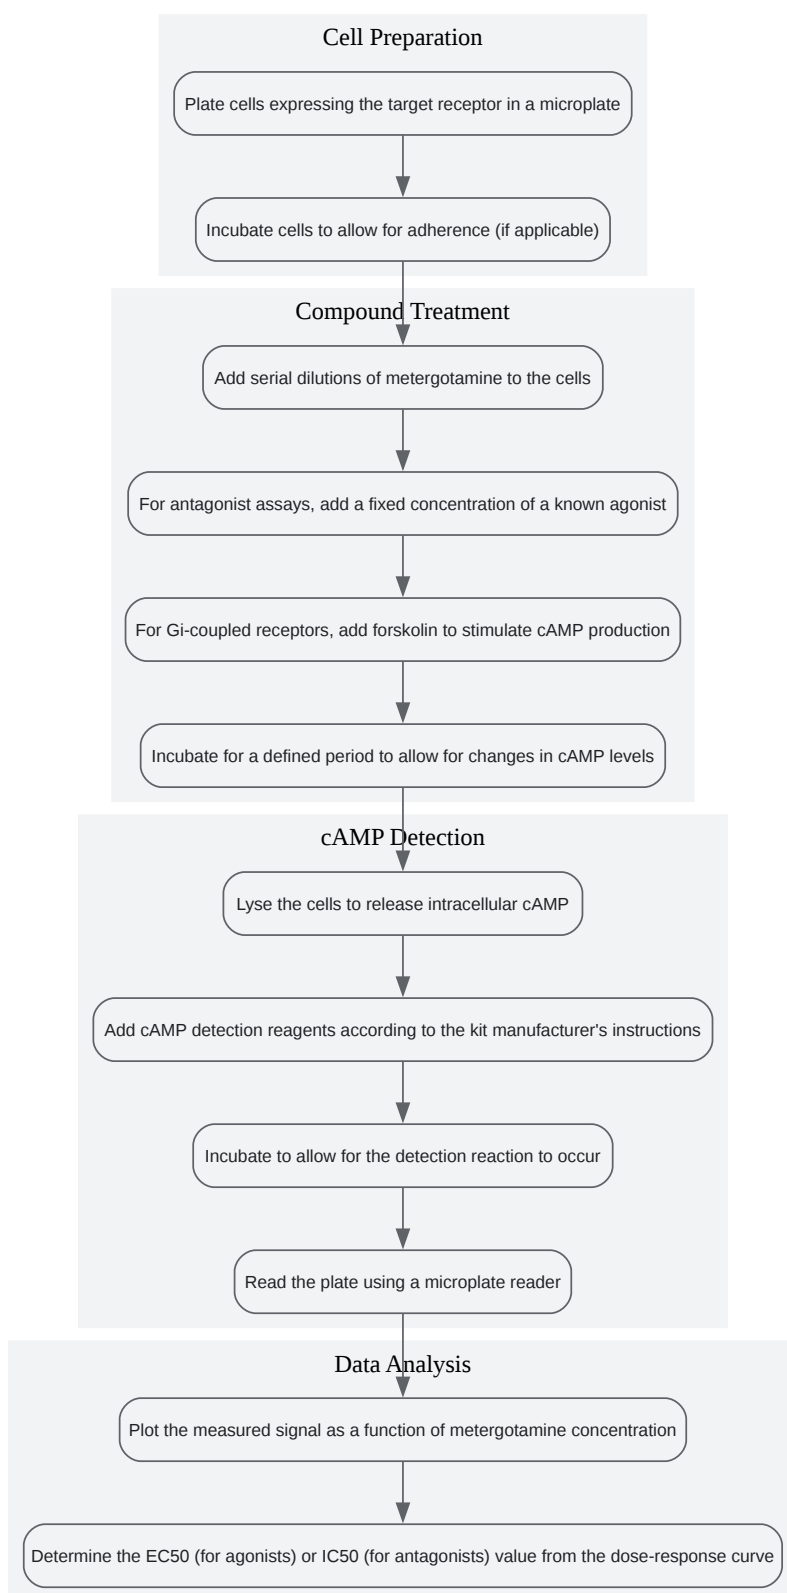 Cell Preparation
Plate cells expressing the target receptor in a microplate
Incubate cells to allow for adherence (if applicable)
Compound Treatment
Add serial dilutions of metergotamine to the cells
For antagonist assays, add a fixed concentration of a known agonist
For Gi-coupled receptors, add forskolin to stimulate cAMP production
Incubate for a defined period to allow for changes in cAMP levels
cAMP Detection
Lyse the cells to release intracellular cAMP
Add cAMP detection reagents according to the kit manufacturer's instructions
Incubate to allow for the detection reaction to occur
Read the plate using a microplate reader
Data Analysis
Plot the measured signal as a function of metergotamine concentration
Determine the EC50 (for agonists) or IC50 (for antagonists) value from the dose-response curve